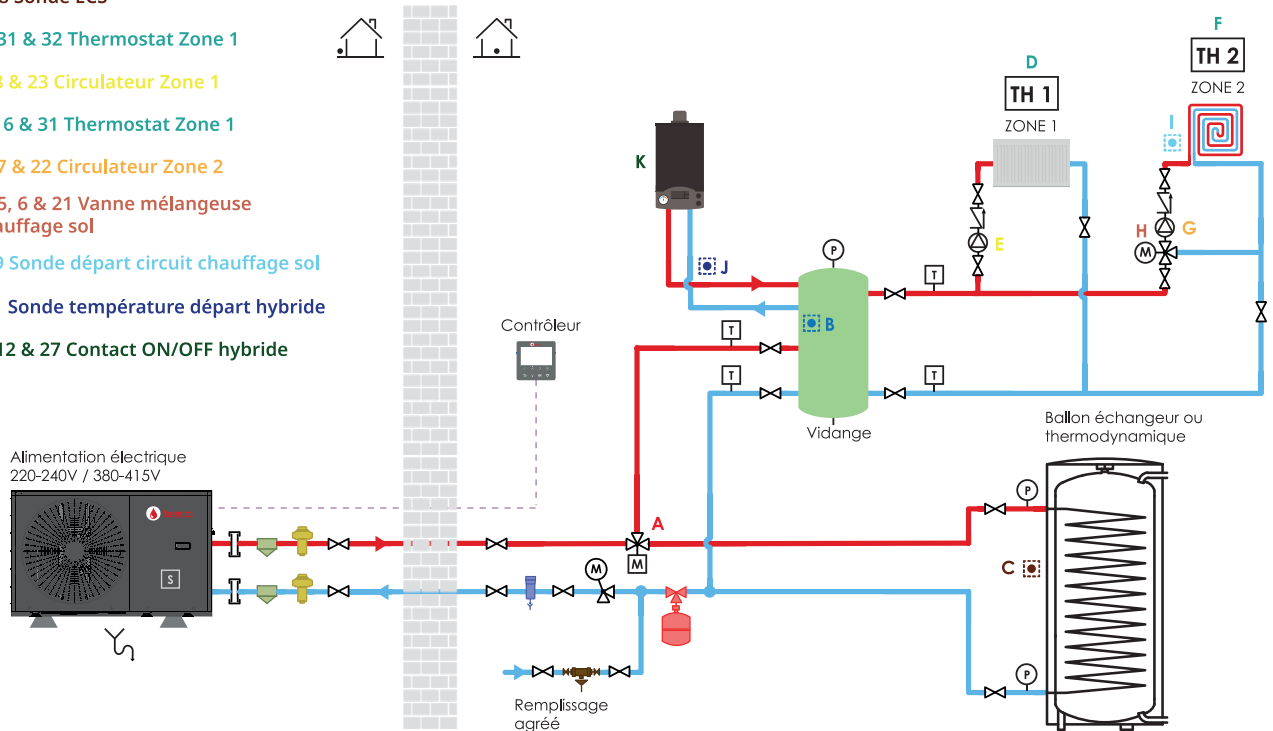 Sonde ECS
31 & 32 Thermostat Zone 1
& 23 Circulateur Zone 1
6 & 31 Thermostat Zone 1
7 & 22 Circulateur Zone 2
5, 6 & 21 Vanne mélangeuse
sol
Sonde départ circuit chauffage sol
Sonde température départ hybride
12 & 27 Contact ON/OFF hybride
F
TH 2
ZONE 2
D
TH 1
ZONE 1
I
K
E
H
G
M
J
P
T
B
Contrôleur
T
T
T
Vidange
Ballon échangeur ou
thermodynamique
Alimentation électrique
220-240V / 380-415V
P
A
M
M
C
S
P
Remplissage
agréé